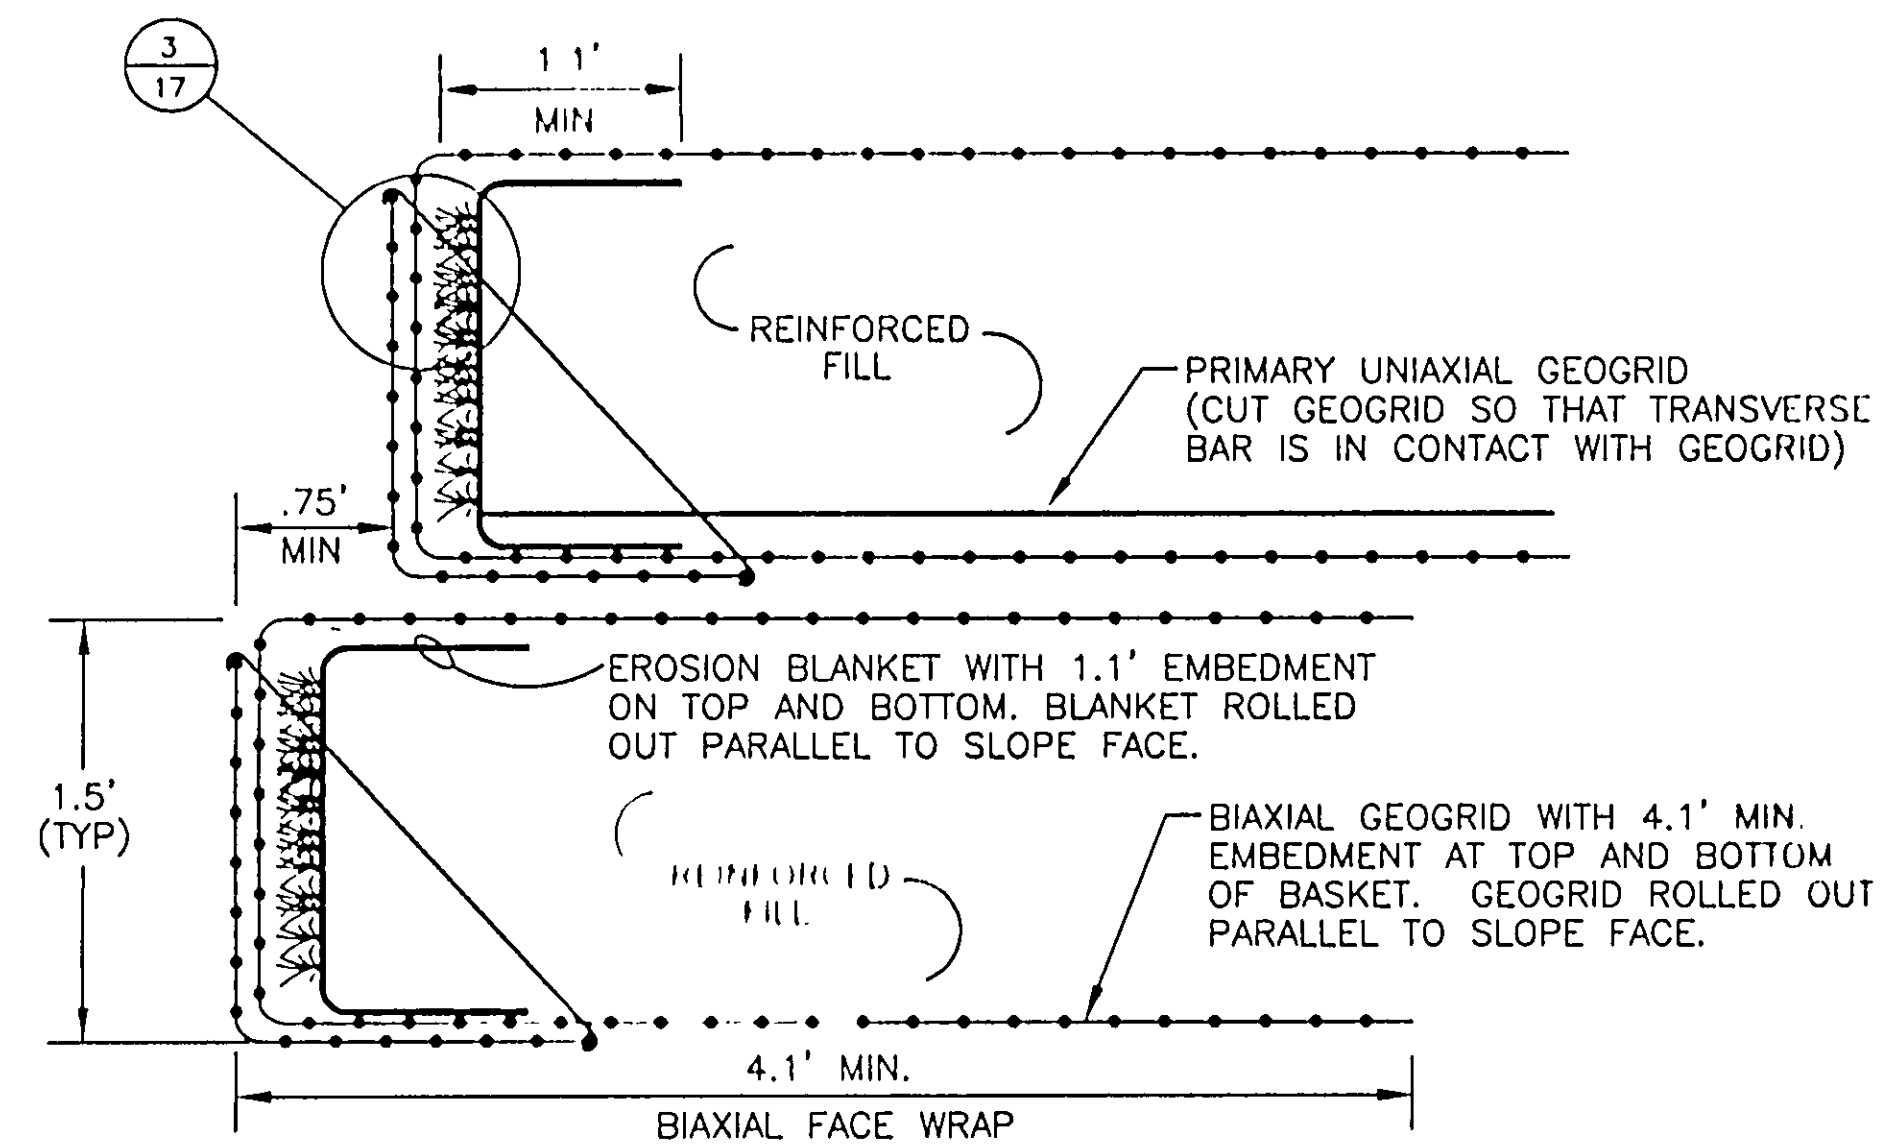 3
17
1 1'
MIN
REINFORCED
FILL
PRIMARY UNIAXIAL GEOGRID
(CUT GEOGRID SO THAT TRANSVERSE
BAR IS IN CONTACT WITH GEOGRID)
.75'
MIN
EROSION BLANKET WITH 1.1' EMBEDMENT
ON TOP AND BOTTOM. BLANKET ROLLED
OUT PARALLEL TO SLOPE FACE.
1.5'
(TYP)
REINFORCED
FILL
BIAXIAL GEOGRID WITH 4.1' MIN.
EMBEDMENT AT TOP AND BOTTOM
OF BASKET. GEOGRID ROLLED OUT
PARALLEL TO SLOPE FACE.
4.1' MIN.
BIAXIAL FACE WRAP